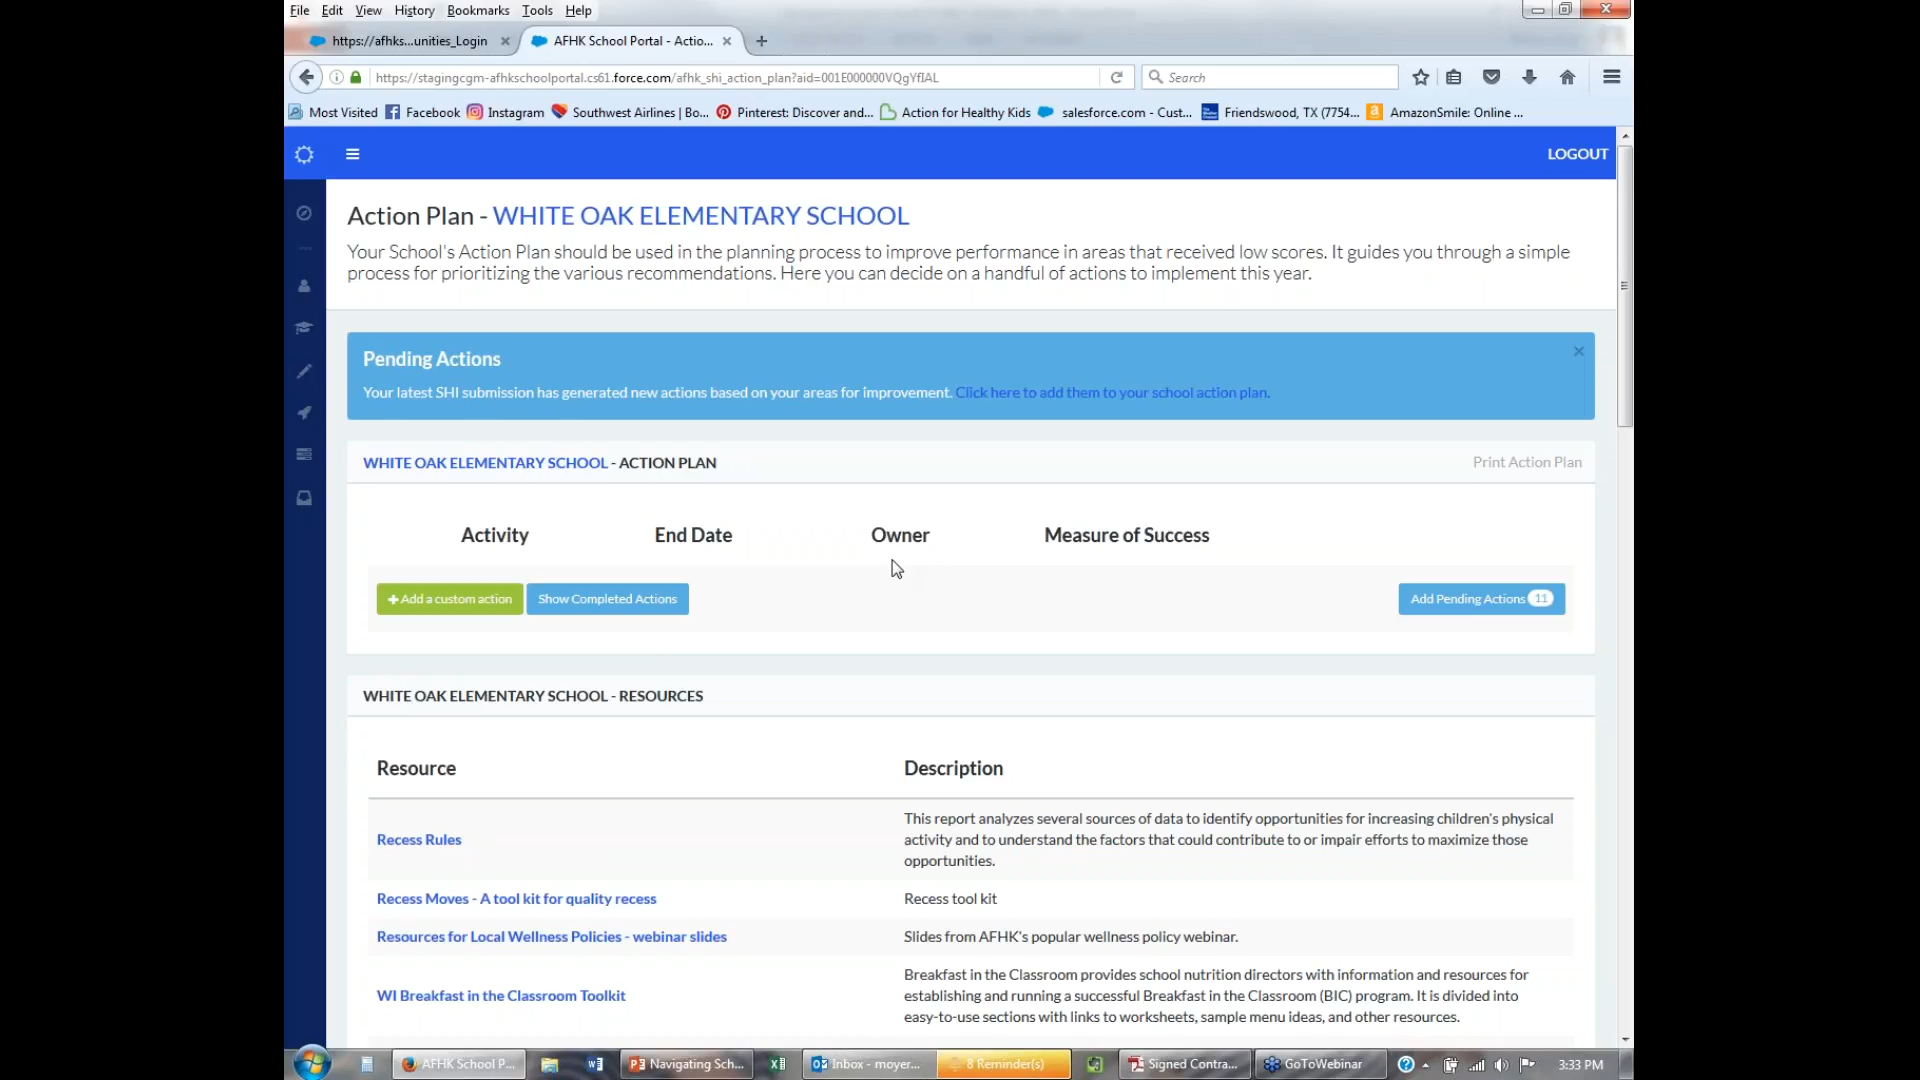 File Edit View History Bookmarks Tools Help
https://afhks...unities_Login × AFHK School Portal - Actio... × +
https://stagingcgm-afhkschoolportal.cs61.force.com/afhk_shi_action_plan?aid=001E000000VQgYfIAL Search
Most Visited Facebook Instagram Southwest Airlines | Bo... Pinterest: Discover and... Action for Healthy Kids salesforce.com - Cust... Friendswood, TX (7754... AmazonSmile: Online ...
LOGOUT
Action Plan - WHITE OAK ELEMENTARY SCHOOL
Your School's Action Plan should be used in the planning process to improve performance in areas that received low scores. It guides you through a simple
process for prioritizing the various recommendations. Here you can decide on a handful of actions to implement this year.
Pending Actions ×
Your latest SHI submission has generated new actions based on your areas for improvement. Click here to add them to your school action plan.
WHITE OAK ELEMENTARY SCHOOL - ACTION PLAN Print Action Plan
Activity End Date Owner Measure of Success
+ Add a custom action Show Completed Actions Add Pending Actions 11
WHITE OAK ELEMENTARY SCHOOL - RESOURCES
Resource Description
This report analyzes several sources of data to identify opportunities for increasing children's physical
Recess Rules activity and to understand the factors that could contribute to or impair efforts to maximize those
opportunities.
Recess Moves - A tool kit for quality recess Recess tool kit
Resources for Local Wellness Policies - webinar slides Slides from AFHK's popular wellness policy webinar.
Breakfast in the Classroom provides school nutrition directors with information and resources for
WI Breakfast in the Classroom Toolkit establishing and running a successful Breakfast in the Classroom (BIC) program. It is divided into
easy-to-use sections with links to worksheets, sample menu ideas, and other resources.
AFHK School P... Navigating Sch... Inbox - moyer... 8 Reminder(s) Signed Contra... GoToWebinar 3:33 PM